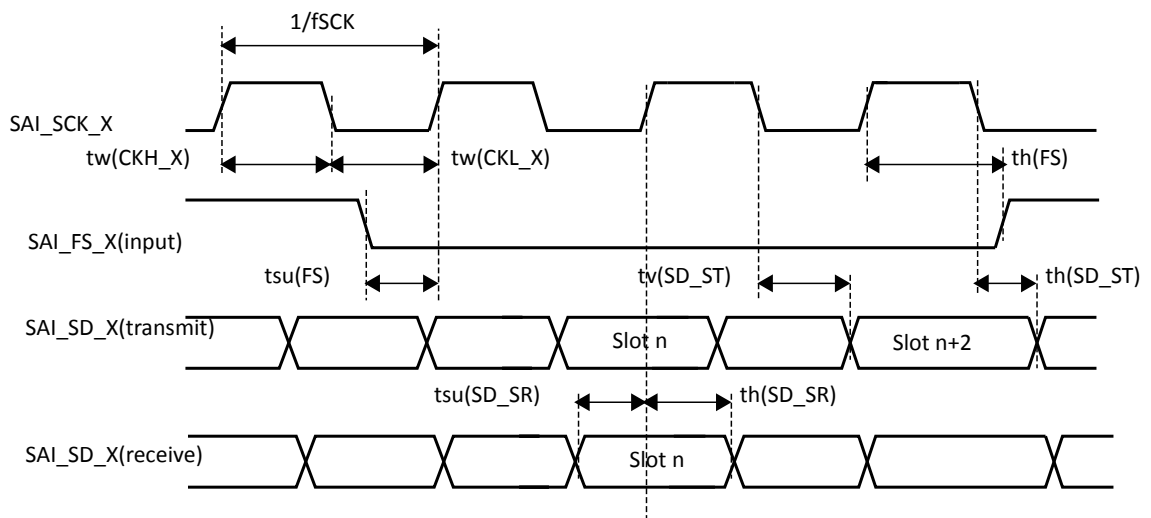 1/fSCK
SAI_SCK_X
tw(CKH_X)
tw(CKL_X)
th(FS)
SAI_FS_X(input)
tsu(FS)
tv(SD_ST)
th(SD_ST)
SAI_SD_X(transmit)
Slot n
Slot n+2
tsu(SD_SR)
th(SD_SR)
SAI_SD_X(receive)
Slot n